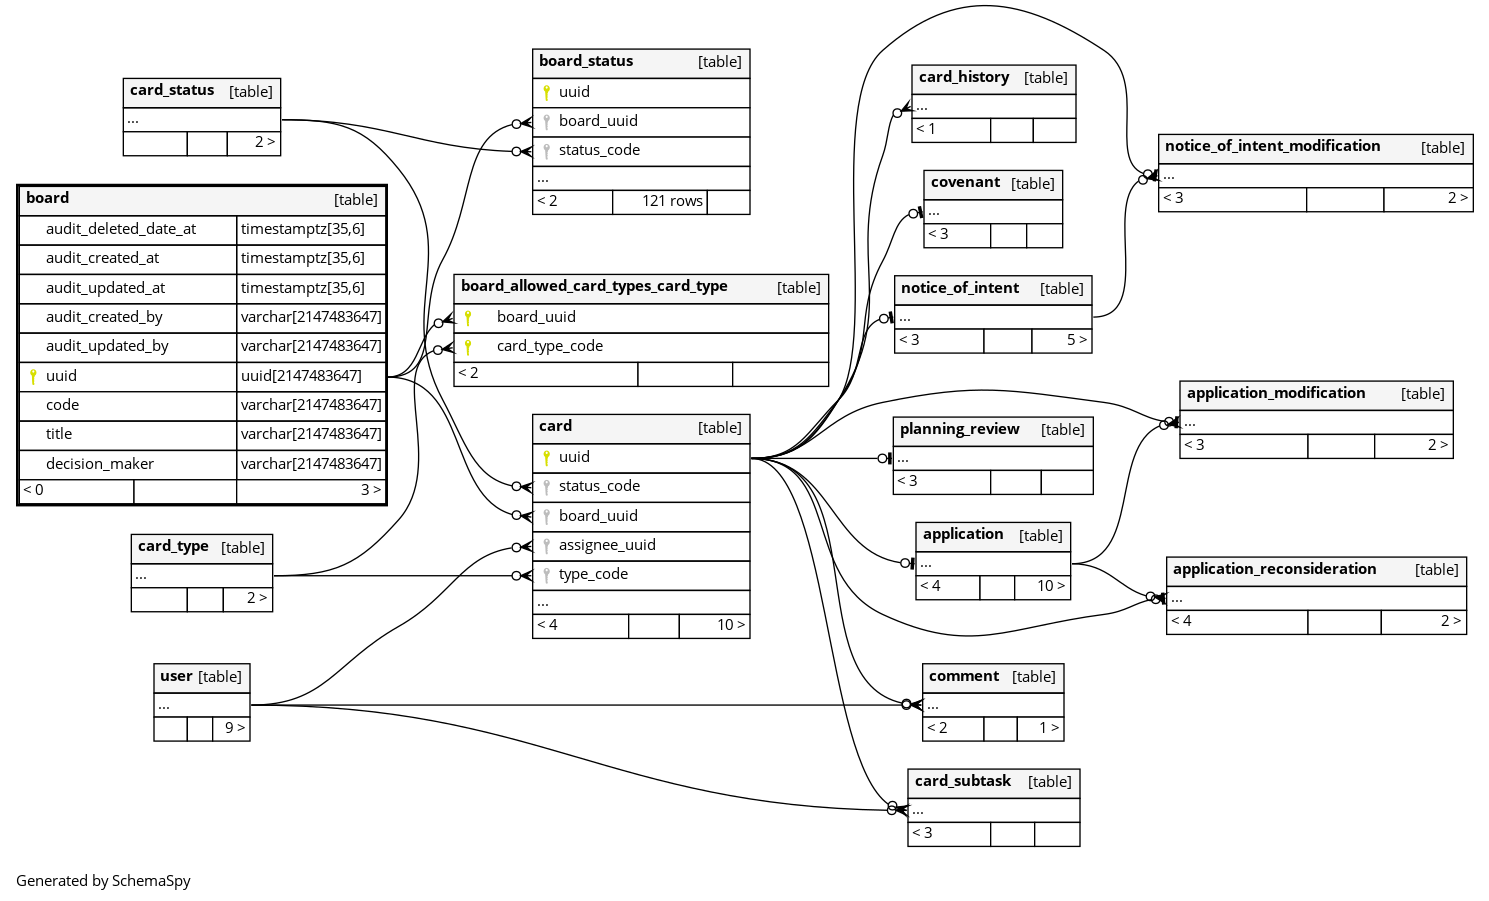 card_status [table]
...
2 >
board [table]
audit_deleted_date_at timestamptz[35,6]
audit_created_at timestamptz[35,6]
audit_updated_at timestamptz[35,6]
audit_created_by varchar[2147483647]
audit_updated_by varchar[2147483647]
uuid uuid[2147483647]
code varchar[2147483647]
title varchar[2147483647]
decision_maker varchar[2147483647]
< 0 3 >
card_type [table]
...
2 >
user [table]
...
9 >
board_status [table]
uuid
board_uuid
status_code
...
< 2 121 rows
board_allowed_card_types_card_type [table]
board_uuid
card_type_code
< 2
card [table]
uuid
status_code
board_uuid
assignee_uuid
type_code
...
< 4 10 >
card_history [table]
...
< 1
covenant [table]
...
< 3
notice_of_intent [table]
...
< 3 5 >
planning_review [table]
...
< 3
application [table]
...
< 4 10 >
comment [table]
...
< 2 1 >
card_subtask [table]
...
< 3
notice_of_intent_modification [table]
...
< 3 2 >
application_modification [table]
...
< 3 2 >
application_reconsideration [table]
...
< 4 2 >
Generated by SchemaSpy